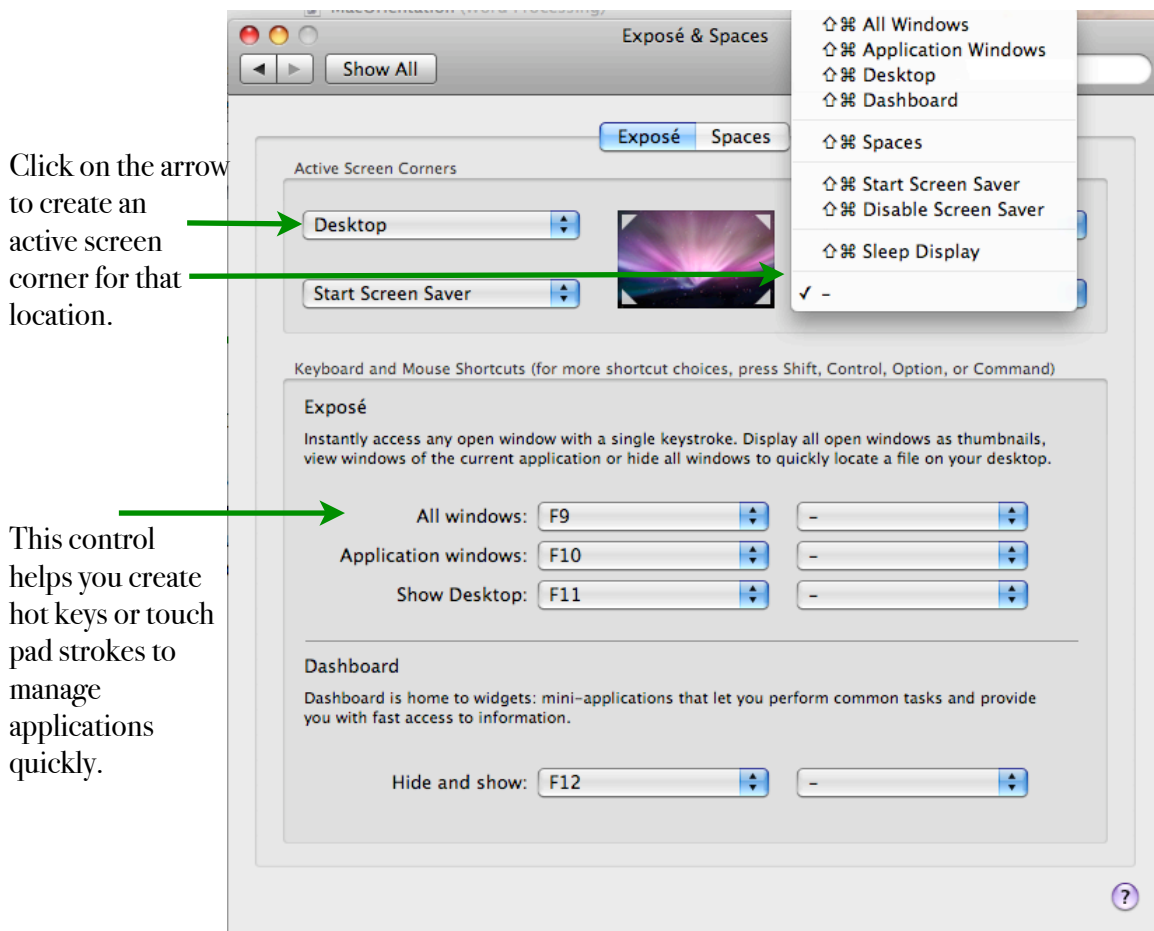 MacOrientation (Word Processing)
Exposé & Spaces
Show All
⇧⌘ All Windows
⇧⌘ Application Windows
⇧⌘ Desktop
⇧⌘ Dashboard
⇧⌘ Spaces
⇧⌘ Start Screen Saver
⇧⌘ Disable Screen Saver
⇧⌘ Sleep Display
✓ –
Exposé Spaces
Click on the arrow
to create an
active screen
corner for that
location.
Active Screen Corners
Desktop
Start Screen Saver
Keyboard and Mouse Shortcuts (for more shortcut choices, press Shift, Control, Option, or Command)
Exposé
Instantly access any open window with a single keystroke. Display all open windows as thumbnails,
view windows of the current application or hide all windows to quickly locate a file on your desktop.
All windows: F9 –
Application windows: F10 –
Show Desktop: F11 –
This control
helps you create
hot keys or touch
pad strokes to
manage
applications
quickly.
Dashboard
Dashboard is home to widgets: mini-applications that let you perform common tasks and provide
you with fast access to information.
Hide and show: F12 –
?